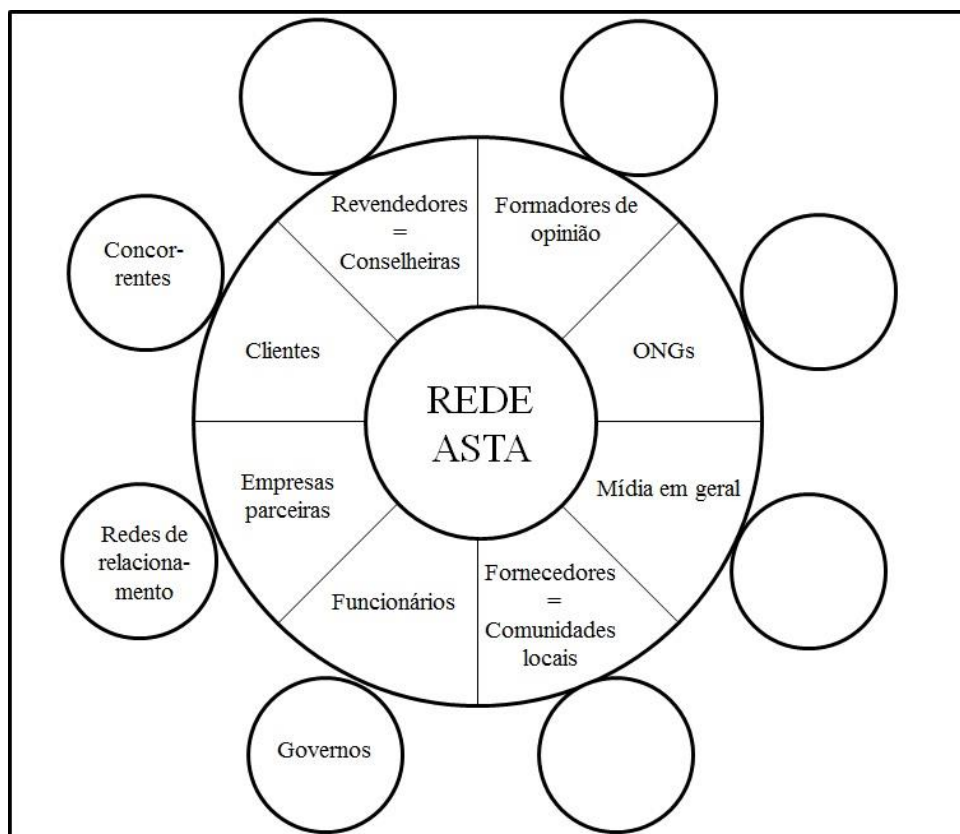 Revendedores
=
Conselheiras
Formadores de
opinião
Concor-
rentes
Clientes
ONGs
REDE
ASTA
Empresas
parceiras
Mídia em geral
Redes de
relaciona-
mento
Funcionários
Fornecedores
=
Comunidades
locais
Governos